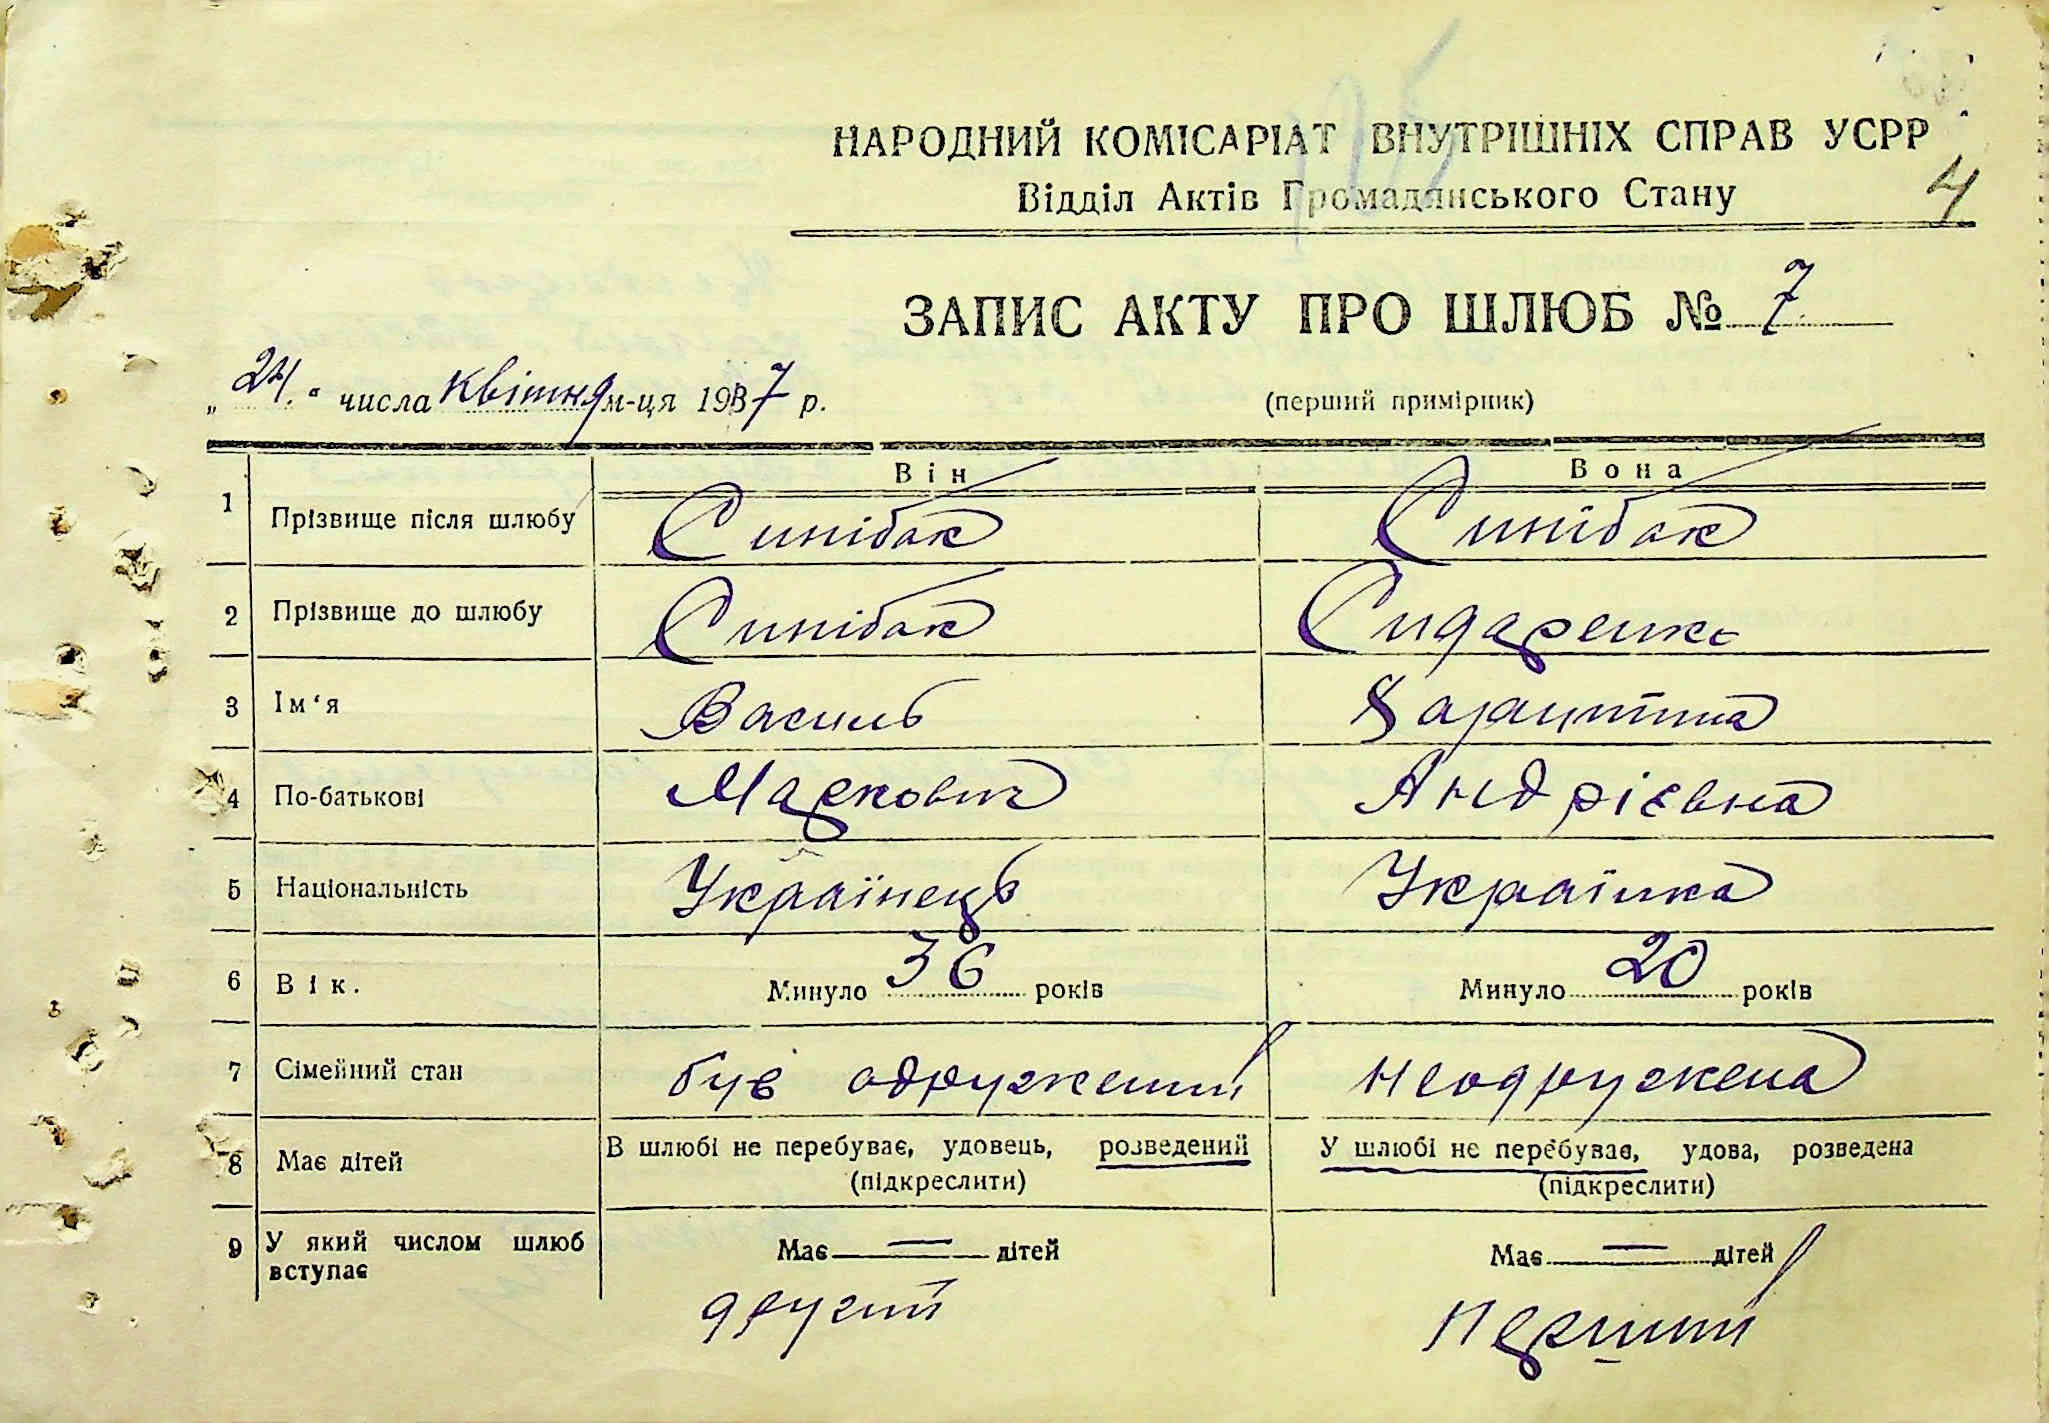 НАРОДНИЙ КОМІСАРІАТ ВНУТРІШНІХ СПРАВ УСРР
Відділ Актів Громадянського Стану
4
ЗАПИС АКТУ ПРО ШЛЮБ № 7
„24.“ числа квітня м-ця 1937 р. (перший примірник)
Він Вона
1 Прізвище після шлюбу Синібак Синібак
2 Прізвище до шлюбу Синібак Сидаренко
3 Ім‘я Василь
4 По-батькові Маркович Андрієвна
5 Національність Українець Українка
6 Вік. Минуло 36 років Минуло 20 років
7 Сімейний стан був одружений неодружена
8 Має дітей В шлюбі не перебуває, удовець, розведений (підкреслити) У шлюбі не перебуває, удова, розведена (підкреслити)
9 У який числом шлюб вступає Має — дітей Має — дітей
другий перший